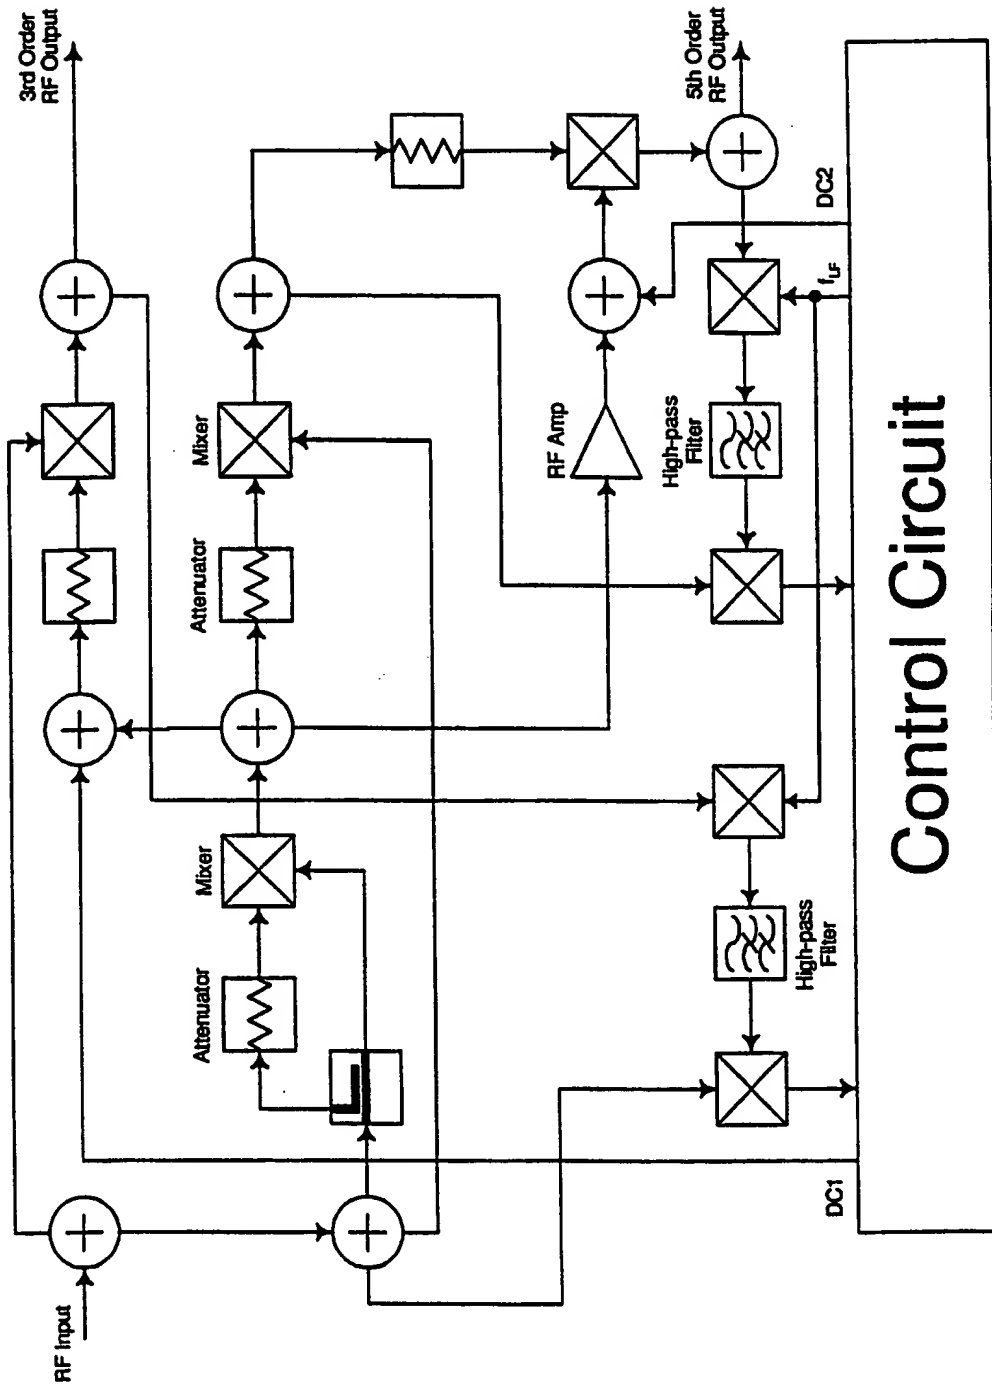 3rd Order
RF Output
5th Order
RF Output
Mixer
RF Amp
High-pass
Filter
DC2
fLF
Attenuator
Mixer
Attenuator
High-pass
Filter
RF Input
DC1
Control Circuit